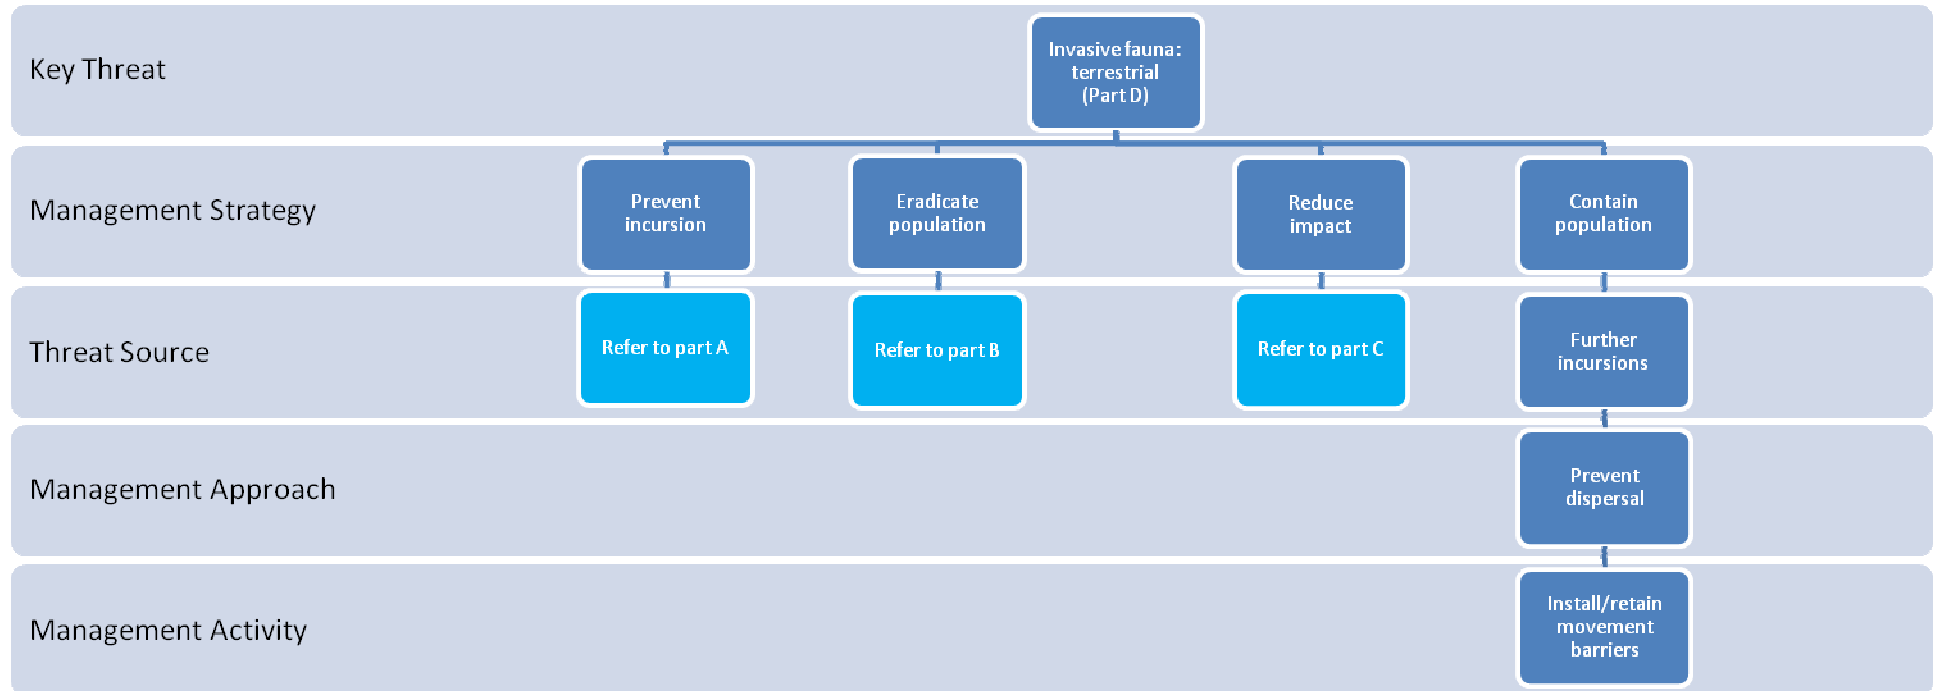 Key Threat
Invasive fauna:
terrestrial
(Part D)
Management Strategy
Prevent
incursion
Eradicate
population
Reduce
impact
Contain
population
Threat Source
Refer to part A
Refer to part B
Refer to part C
Further
incursions
Management Approach
Prevent
dispersal
Management Activity
Install/retain
movement
barriers